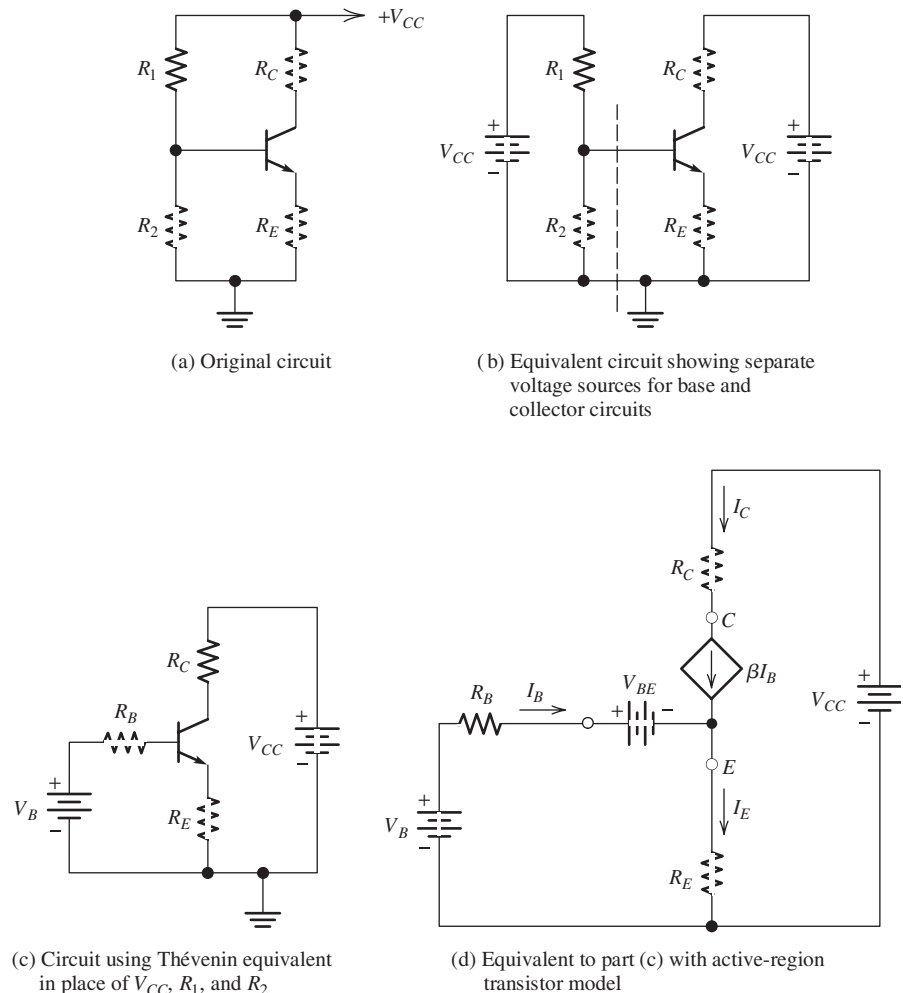 +V_CC
R_1
R_C
R_2
R_E
(a) Original circuit
R_1
R_C
+
V_CC
−
+
V_CC
−
R_2
R_E
(b) Equivalent circuit showing separate
voltage sources for base and
collector circuits
R_C
R_B
+
V_CC
−
+
V_B
−
R_E
(c) Circuit using Thévenin equivalent
in place of V_CC, R_1, and R_2
I_C
R_C
C
βI_B
R_B
I_B
V_BE
+ −
+
V_CC
−
E
+
V_B
−
I_E
R_E
(d) Equivalent to part (c) with active-region
transistor model